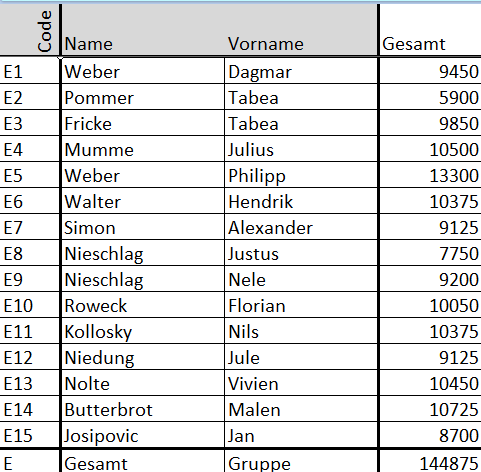 Code Name Vorname Gesamt
E1 Weber Dagmar 9450
E2 Pommer Tabea 5900
E3 Fricke Tabea 9850
E4 Mumme Julius 10500
E5 Weber Philipp 13300
E6 Walter Hendrik 10375
E7 Simon Alexander 9125
E8 Nieschlag Justus 7750
E9 Nieschlag Nele 9200
E10 Roweck Florian 10050
E11 Kollosky Nils 10375
E12 Niedung Jule 9125
E13 Nolte Vivien 10450
E14 Butterbrot Malen 10725
E15 Josipovic Jan 8700
E Gesamt Gruppe 144875